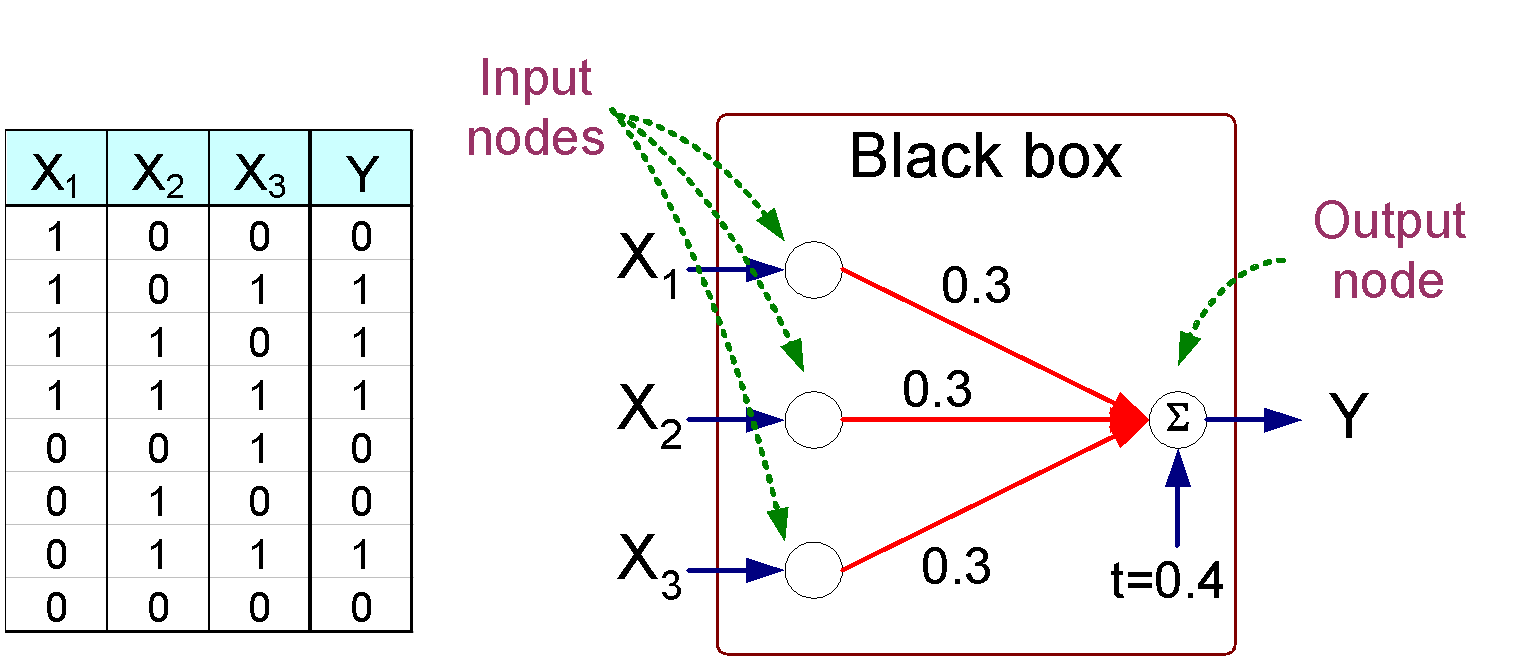 X1 X2 X3 Y
1 0 0 0
1 0 1 1
1 1 0 1
1 1 1 1
0 0 1 0
0 1 0 0
0 1 1 1
0 0 0 0
Input
nodes
Black box
Output
node
X1
0.3
X2
0.3
Σ
Y
X3
0.3
t=0.4